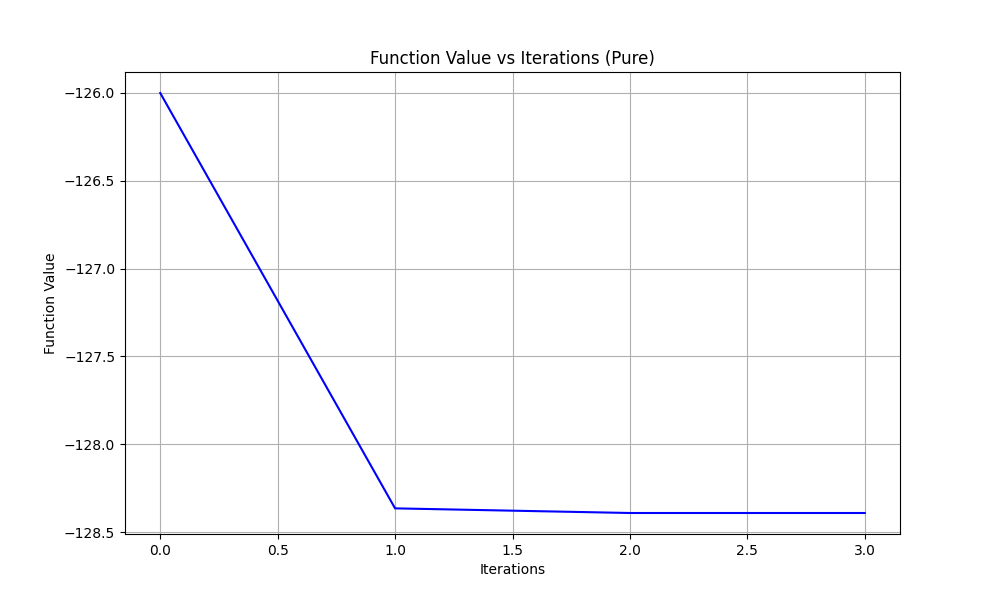 Function Value vs Iterations (Pure)
−126.0
−126.5
−127.0
−127.5
−128.0
−128.5
Function Value
0.0 0.5 1.0 1.5 2.0 2.5 3.0
Iterations